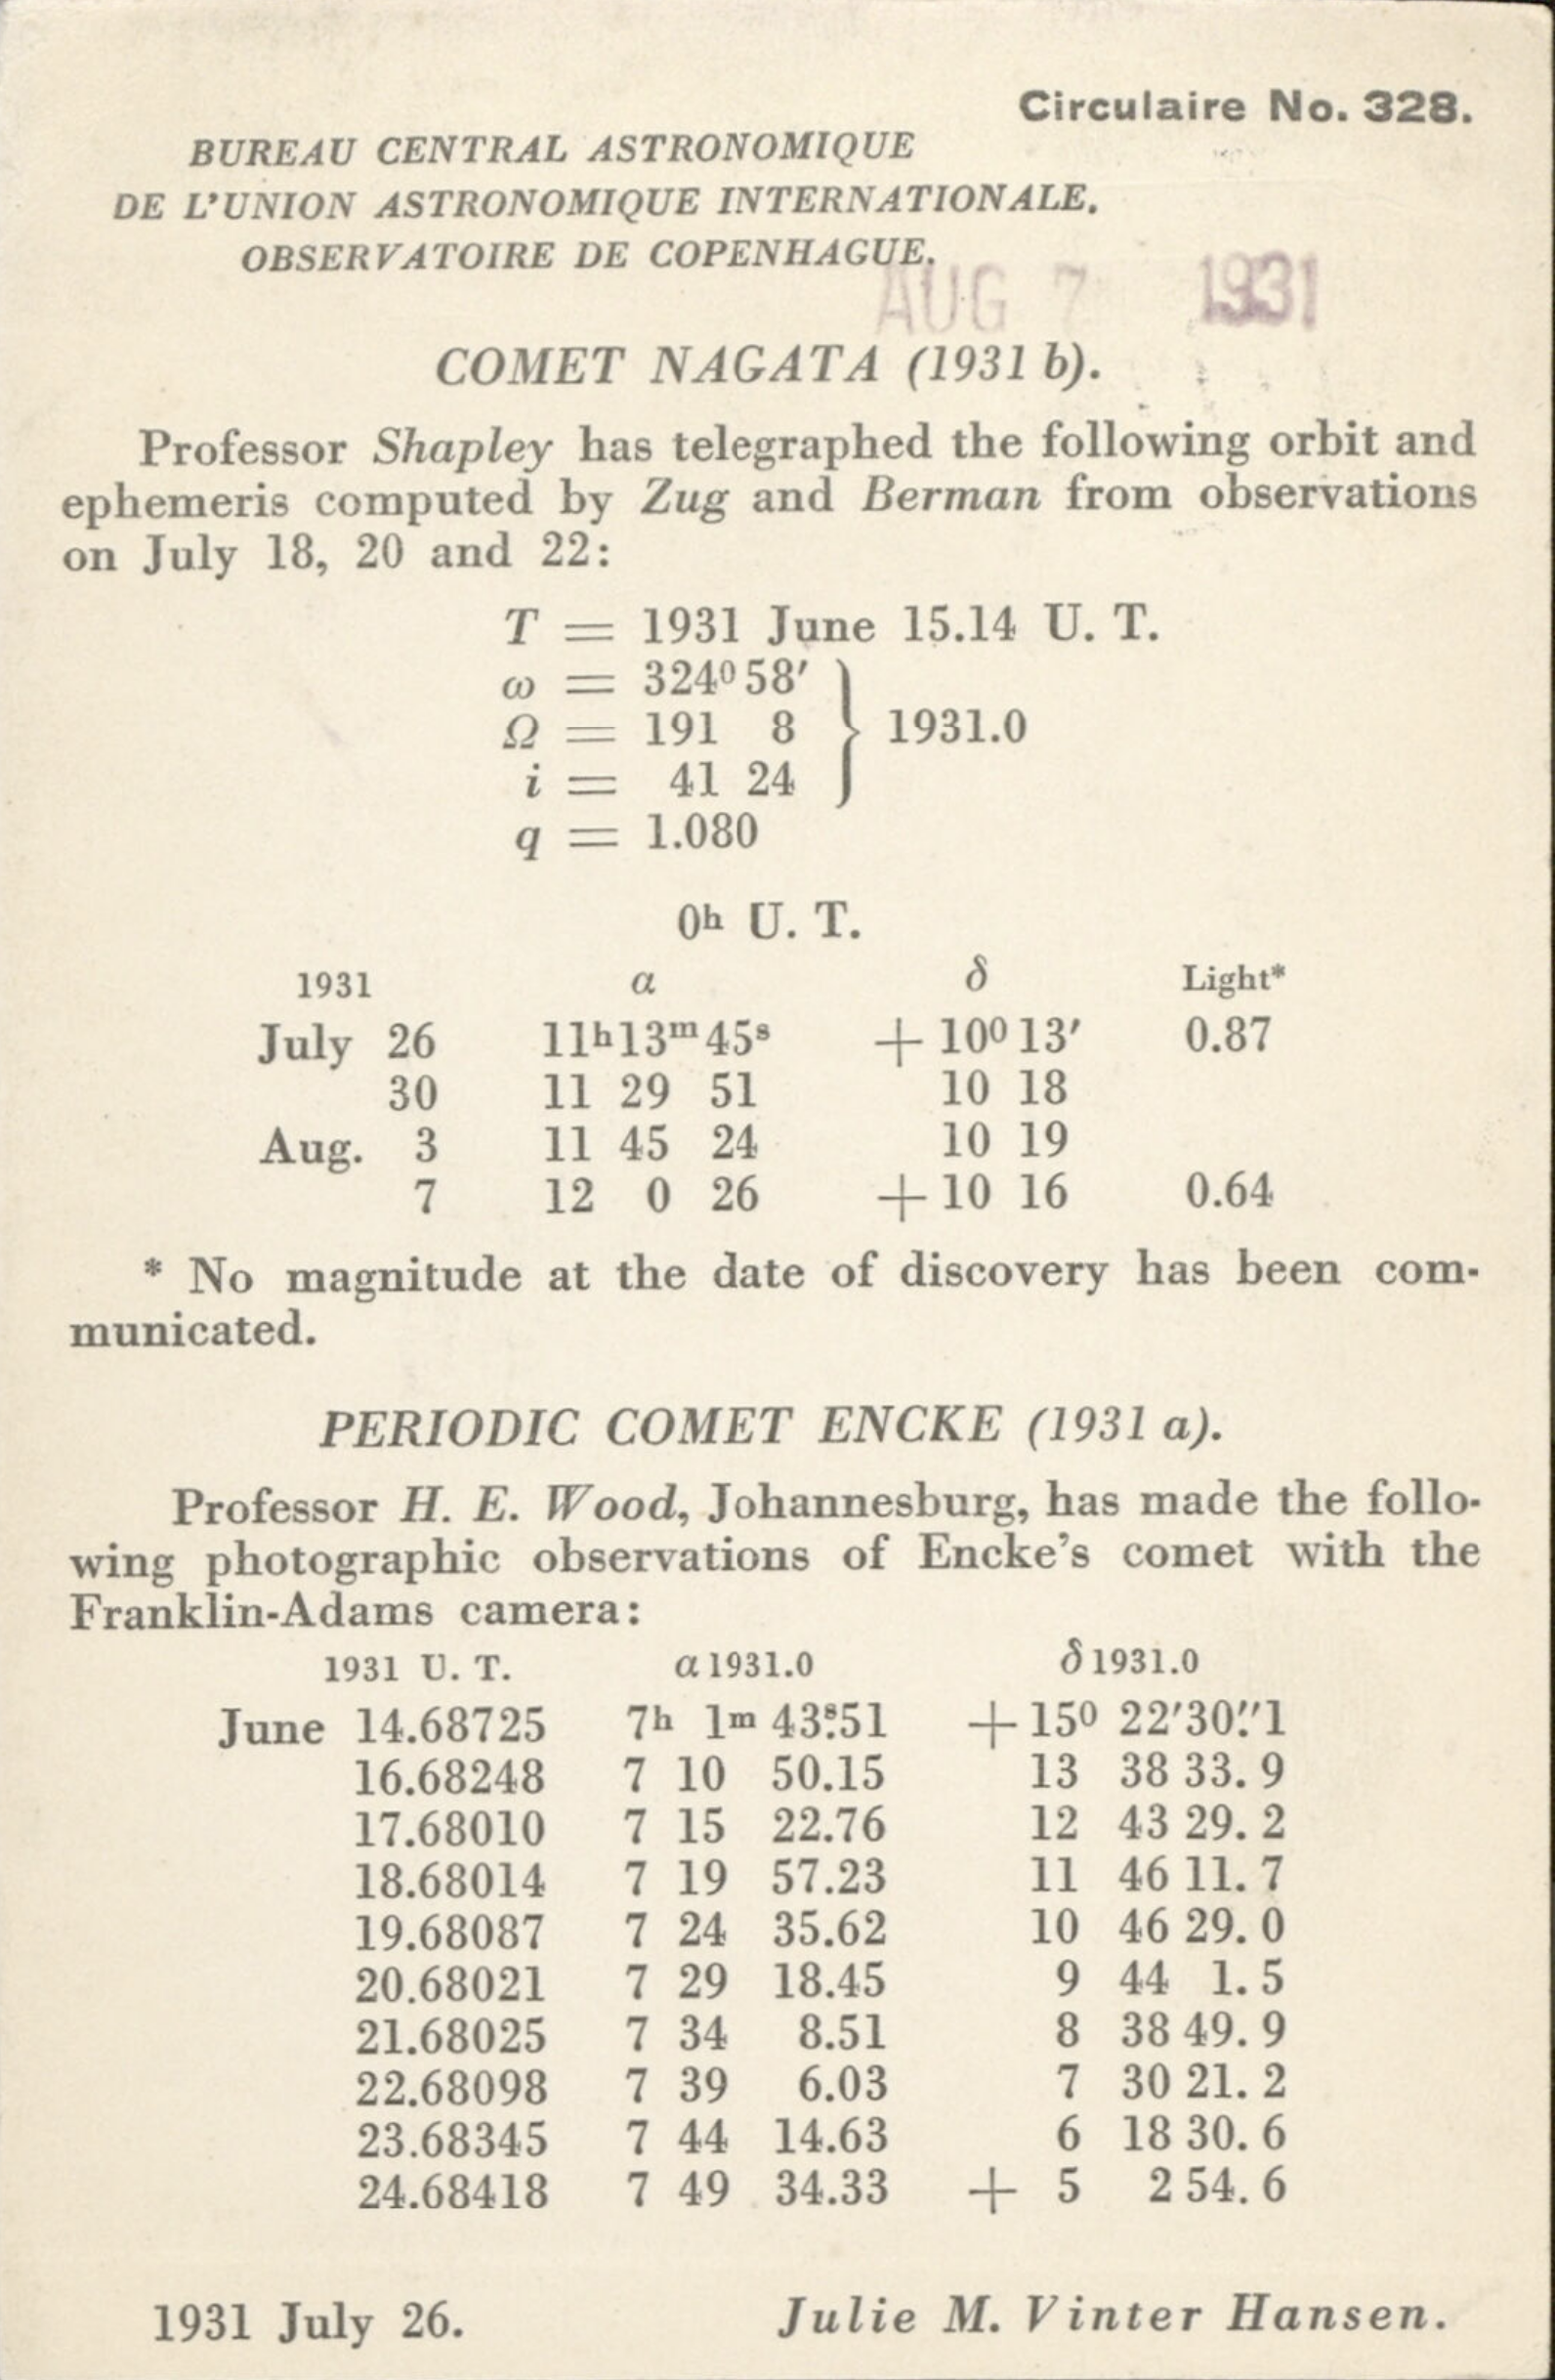 Circulaire No. 328.
BUREAU CENTRAL ASTRONOMIQUE
DE L'UNION ASTRONOMIQUE INTERNATIONALE.
OBSERVATOIRE DE COPENHAGUE.
AUG 7 1931
COMET NAGATA (1931 b).
Professor Shapley has telegraphed the following orbit and
ephemeris computed by Zug and Berman from observations
on July 18, 20 and 22:
T = 1931 June 15.14 U. T.
ω = 324⁰ 58′
Ω = 191 8 } 1931.0
i = 41 24
q = 1.080
0ʰ U. T.
1931 α δ Light*
July 26 11ʰ 13ᵐ 45ˢ + 10⁰ 13′ 0.87
30 11 29 51 10 18
Aug. 3 11 45 24 10 19
7 12 0 26 + 10 16 0.64
* No magnitude at the date of discovery has been com-
municated.
PERIODIC COMET ENCKE (1931 a).
Professor H. E. Wood, Johannesburg, has made the follo-
wing photographic observations of Encke's comet with the
Franklin-Adams camera:
1931 U. T. α 1931.0 δ 1931.0
June 14.68725 7ʰ 1ᵐ 43ˢ.51 + 15⁰ 22′ 30″.1
16.68248 7 10 50.15 13 38 33.9
17.68010 7 15 22.76 12 43 29.2
18.68014 7 19 57.23 11 46 11.7
19.68087 7 24 35.62 10 46 29.0
20.68021 7 29 18.45 9 44 1.5
21.68025 7 34 8.51 8 38 49.9
22.68098 7 39 6.03 7 30 21.2
23.68345 7 44 14.63 6 18 30.6
24.68418 7 49 34.33 + 5 2 54.6
1931 July 26. Julie M. Vinter Hansen.